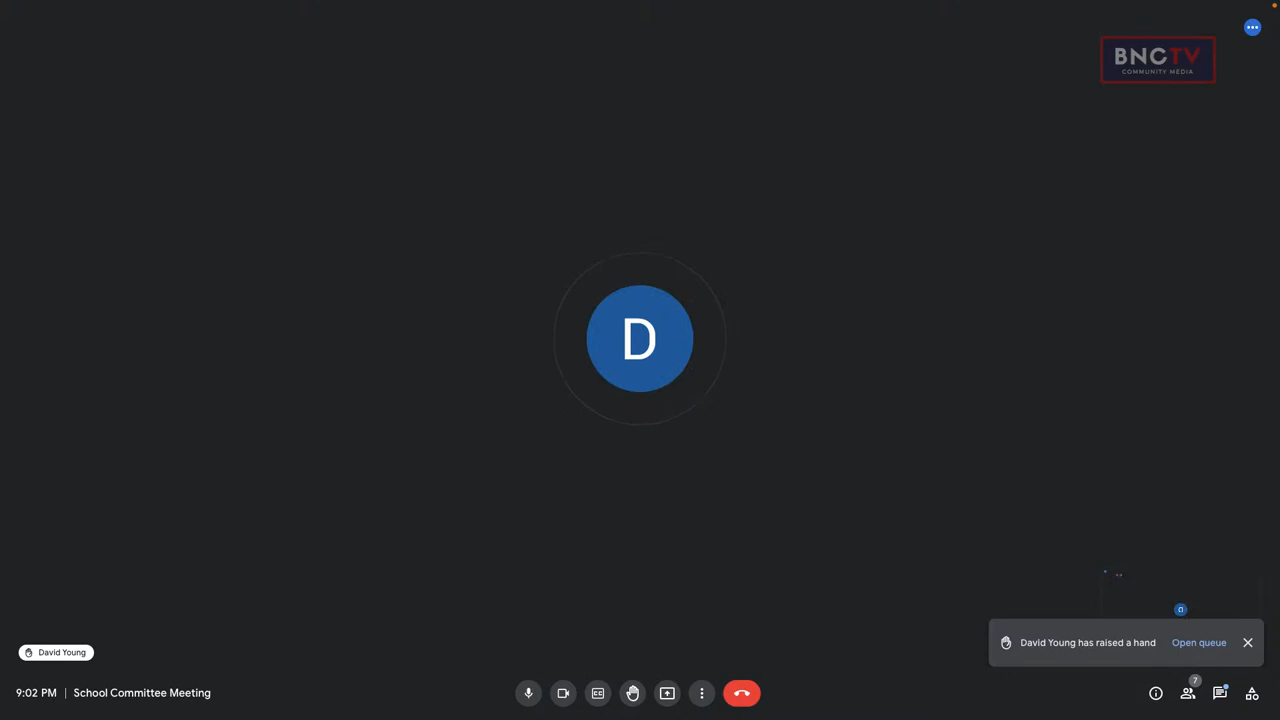 BNCTV
COMMUNITY MEDIA
D
David Young has raised a hand Open queue
David Young
7
9:02 PM | School Committee Meeting
CC